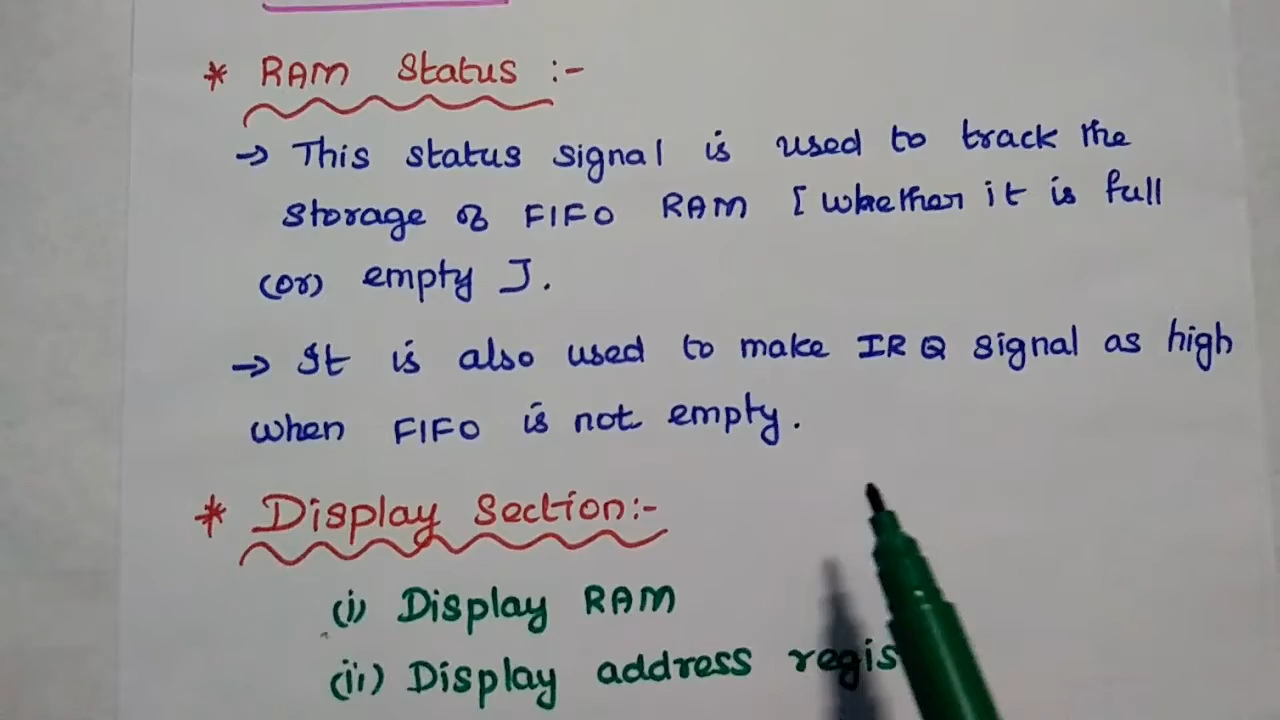 * RAM Status :-
→ This status signal is used to track the
storage of FIFO RAM [ whether it is full
(or) empty ].
→ It is also used to make IRQ signal as high
when FIFO is not empty.
* Display Section:-
(i) Display RAM
(ii) Display address regis